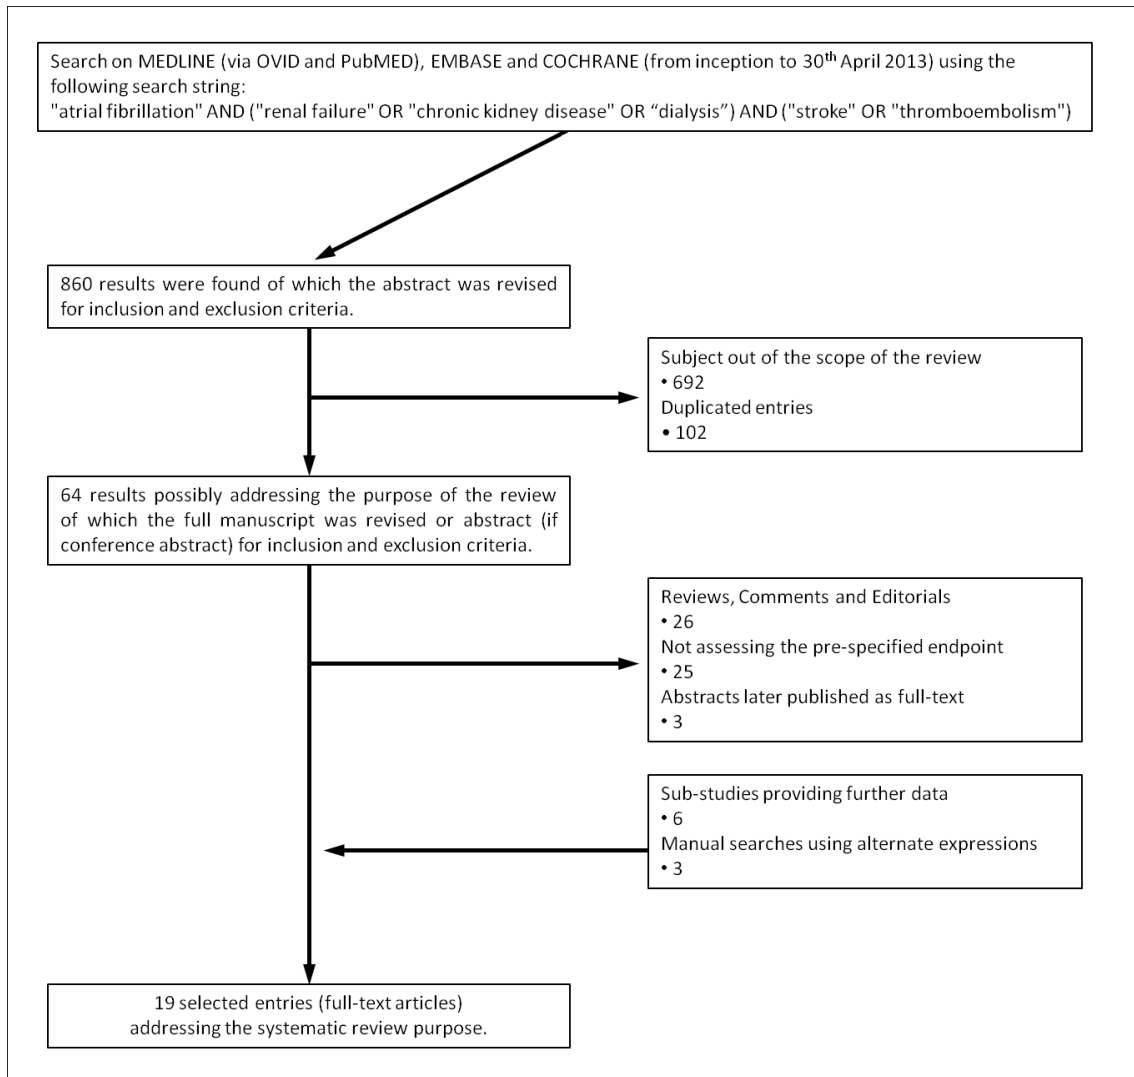 Search on MEDLINE (via OVID and PubMED), EMBASE and COCHRANE (from inception to 30th April 2013) using the
following search string:
"atrial fibrillation" AND ("renal failure" OR "chronic kidney disease" OR “dialysis”) AND ("stroke" OR "thromboembolism")
860 results were found of which the abstract was revised
for inclusion and exclusion criteria.
Subject out of the scope of the review
• 692
Duplicated entries
• 102
64 results possibly addressing the purpose of the review
of which the full manuscript was revised or abstract (if
conference abstract) for inclusion and exclusion criteria.
Reviews, Comments and Editorials
• 26
Not assessing the pre-specified endpoint
• 25
Abstracts later published as full-text
• 3
Sub-studies providing further data
• 6
Manual searches using alternate expressions
• 3
19 selected entries (full-text articles)
addressing the systematic review purpose.